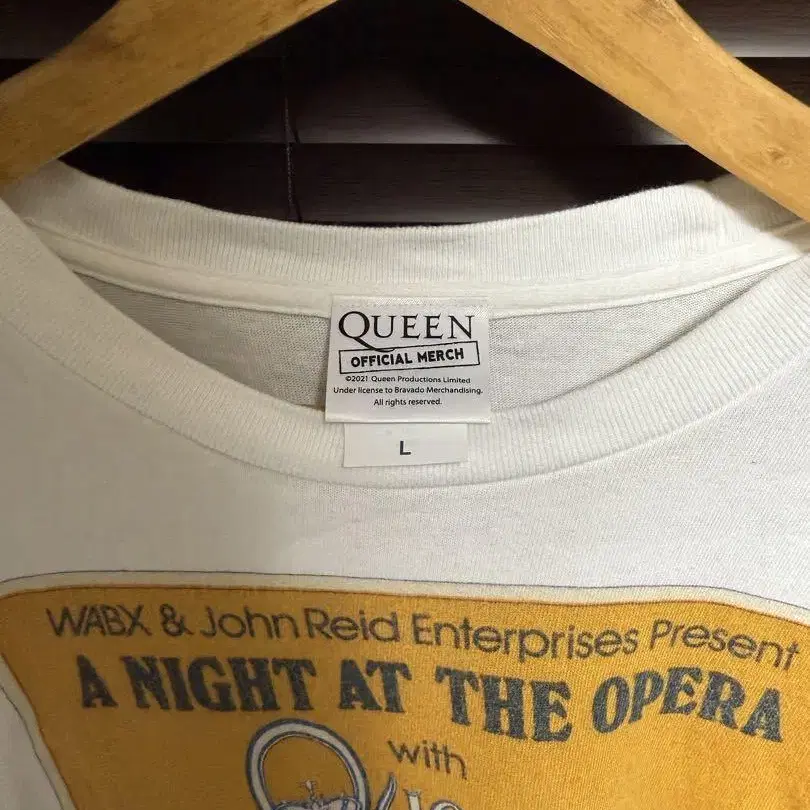 QUEEN
OFFICIAL MERCH
©2021 Queen Productions Limited
Under license to Bravado Merchandising.
All rights reserved.
L
WABX & John Reid Enterprises Present
A NIGHT AT THE OPERA
with